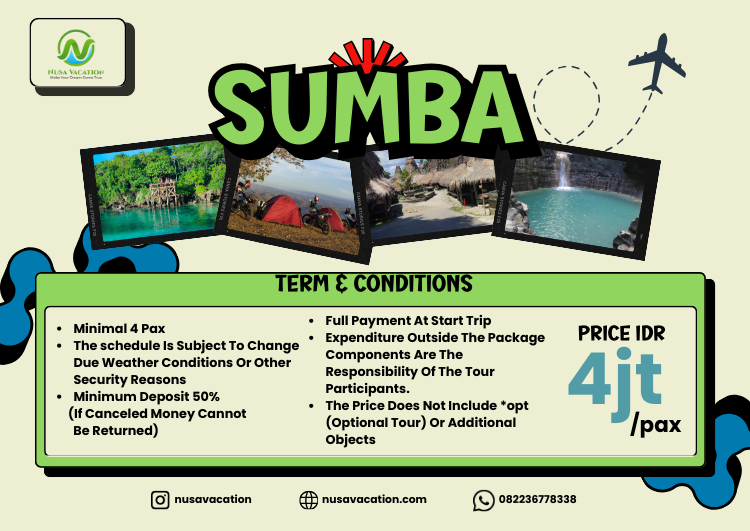 NUSA VACATION
Make Your Dream Come True
SUMBA
TERM & CONDITIONS
• Minimal 4 Pax
• The schedule Is Subject To Change
Due Weather Conditions Or Other
Security Reasons
• Minimum Deposit 50%
(If Canceled Money Cannot
Be Returned)
• Full Payment At Start Trip
• Expenditure Outside The Package
Components Are The
Responsibility Of The Tour
Participants.
• The Price Does Not Include *opt
(Optional Tour) Or Additional
Objects
PRICE IDR
4jt
/pax
nusavacation
nusavacation.com
082236778338